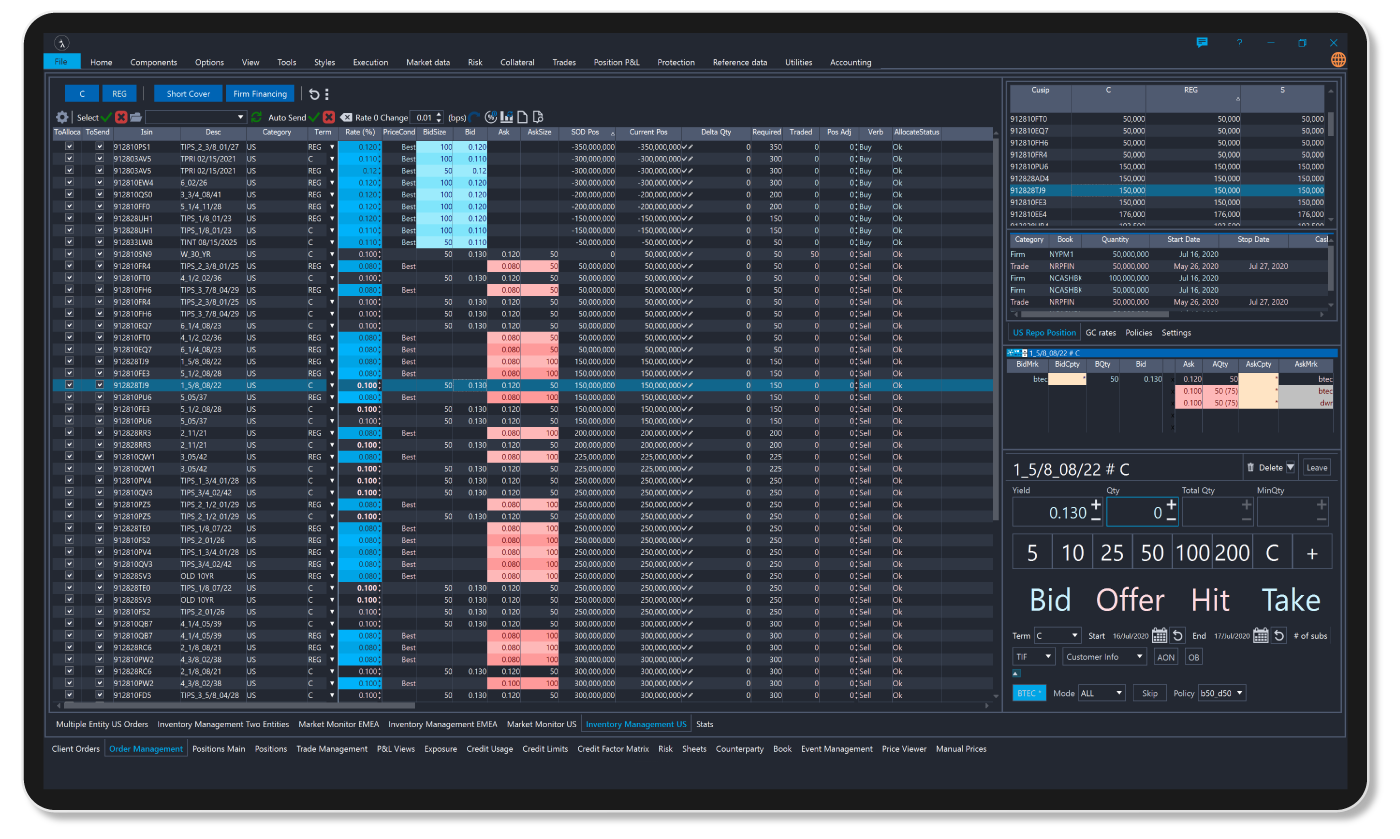 File Home Components Options View Tools Styles Execution Market data Risk Collateral Trades Position P&L Protection Reference data Utilities Accounting
C REG Short Cover Firm Financing
Select Auto Send Rate 0 Change 0.01 (bps)
ToAlloca ToSend Isin Desc Category Term Rate (%) PriceCond BidSize Bid Ask AskSize SOD Pos Current Pos Delta Qty Required Traded Pos Adj Verb AllocateStatus
912810PS1 TIPS_2_3/8_01/27 US REG 0.120 Best 100 0.120 -350,000,000 -350,000,000 0 350 0 0 Buy Ok
912803AV5 TPRI 02/15/2021 US C 0.110 Best 100 0.110 -300,000,000 -300,000,000 0 300 0 0 Buy Ok
912803AV5 TPRI 02/15/2021 US REG 0.12 Best 50 0.12 -300,000,000 -300,000,000 0 300 0 0 Buy Ok
912810EW4 6_02/26 US REG 0.120 Best 100 0.120 -300,000,000 -300,000,000 0 300 0 0 Buy Ok
912810QS0 3_3/4_08/41 US REG 0.120 Best 100 0.120 -200,000,000 -200,000,000 0 200 0 0 Buy Ok
912810FF0 5_1/4_11/28 US REG 0.120 Best 100 0.120 -200,000,000 -200,000,000 0 200 0 0 Buy Ok
912828UH1 TIPS_1/8_01/23 US REG 0.120 Best 100 0.120 -150,000,000 -150,000,000 0 150 0 0 Buy Ok
912828UH1 TIPS_1/8_01/23 US C 0.110 Best 100 0.110 -150,000,000 -150,000,000 0 150 0 0 Buy Ok
912833LW8 TINT 08/15/2025 US C 0.110 Best 50 0.110 -50,000,000 -50,000,000 0 50 0 0 Buy Ok
912810SN9 W_30_YR US C 0.100 50 0.130 0.120 50 0 50,000,000 0 50 50 0 Sell Ok
912810FR4 TIPS_2_3/8_01/25 US REG 0.080 Best 0.080 50 50,000,000 50,000,000 0 50 0 0 Sell Ok
912810FT0 4_1/2_02/36 US C 0.100 50 0.130 0.120 50 50,000,000 50,000,000 0 50 0 0 Sell Ok
912810FH6 TIPS_3_7/8_04/29 US REG 0.080 Best 0.080 50 50,000,000 50,000,000 0 50 0 0 Sell Ok
912810FR4 TIPS_2_3/8_01/25 US C 0.100 50 0.130 0.120 50 50,000,000 50,000,000 0 50 0 0 Sell Ok
912810FH6 TIPS_3_7/8_04/29 US C 0.100 50 0.130 0.120 50 50,000,000 50,000,000 0 50 0 0 Sell Ok
912810EQ7 6_1/4_08/23 US C 0.100 50 0.130 0.120 50 50,000,000 50,000,000 0 50 0 0 Sell Ok
912810FT0 4_1/2_02/36 US REG 0.080 Best 0.080 50 50,000,000 50,000,000 0 50 0 0 Sell Ok
912810EQ7 6_1/4_08/23 US REG 0.080 Best 0.080 50 50,000,000 50,000,000 0 50 0 0 Sell Ok
912828TJ9 1_5/8_08/22 US REG 0.080 Best 0.080 100 150,000,000 150,000,000 0 150 0 0 Sell Ok
912810FE3 5_1/2_08/28 US REG 0.080 Best 0.080 100 150,000,000 150,000,000 0 150 0 0 Sell Ok
912828TJ9 1_5/8_08/22 US C 0.100 50 0.130 0.120 50 150,000,000 150,000,000 0 150 0 0 Sell Ok
912810PU6 5_05/37 US REG 0.080 Best 0.080 100 150,000,000 150,000,000 0 150 0 0 Sell Ok
912810FE3 5_1/2_08/28 US C 0.100 50 0.130 0.120 50 150,000,000 150,000,000 0 150 0 0 Sell Ok
912810PU6 5_05/37 US C 0.100 50 0.130 0.120 50 150,000,000 150,000,000 0 150 0 0 Sell Ok
912828RR3 2_11/21 US REG 0.080 Best 0.080 100 200,000,000 200,000,000 0 200 0 0 Sell Ok
912828RR3 2_11/21 US C 0.100 50 0.130 0.120 50 200,000,000 200,000,000 0 200 0 0 Sell Ok
912810QW1 3_05/42 US REG 0.080 Best 0.080 100 225,000,000 225,000,000 0 225 0 0 Sell Ok
912810QW1 3_05/42 US C 0.100 50 0.130 0.120 50 225,000,000 225,000,000 0 225 0 0 Sell Ok
912810PV4 TIPS_1_3/4_01/28 US C 0.100 50 0.130 0.120 50 250,000,000 250,000,000 0 250 0 0 Sell Ok
912810QV3 TIPS_3/4_02/42 US C 0.100 50 0.130 0.120 50 250,000,000 250,000,000 0 250 0 0 Sell Ok
912810PZ5 TIPS_2_1/2_01/29 US REG 0.080 Best 0.080 100 250,000,000 250,000,000 0 250 0 0 Sell Ok
912810PZ5 TIPS_2_1/2_01/29 US C 0.100 50 0.130 0.120 50 250,000,000 250,000,000 0 250 0 0 Sell Ok
912828TE0 TIPS_1/8_07/22 US REG 0.080 Best 0.080 100 250,000,000 250,000,000 0 250 0 0 Sell Ok
912810FS2 TIPS_2_01/26 US REG 0.080 Best 0.080 100 250,000,000 250,000,000 0 250 0 0 Sell Ok
912810PV4 TIPS_1_3/4_01/28 US REG 0.080 Best 0.080 100 250,000,000 250,000,000 0 250 0 0 Sell Ok
912810QV3 TIPS_3/4_02/42 US REG 0.080 Best 0.080 100 250,000,000 250,000,000 0 250 0 0 Sell Ok
912828SV3 OLD 10YR US REG 0.080 Best 0.080 100 250,000,000 250,000,000 0 250 0 0 Sell Ok
912828TE0 TIPS_1/8_07/22 US C 0.100 50 0.130 0.120 50 250,000,000 250,000,000 0 250 0 0 Sell Ok
912828SV3 OLD 10YR US C 0.100 50 0.130 0.120 50 250,000,000 250,000,000 0 250 0 0 Sell Ok
912810FS2 TIPS_2_01/26 US C 0.100 50 0.130 0.120 50 250,000,000 250,000,000 0 250 0 0 Sell Ok
912810QB7 4_1/4_05/39 US C 0.100 50 0.130 0.120 50 300,000,000 300,000,000 0 300 0 0 Sell Ok
912810QB7 4_1/4_05/39 US REG 0.080 Best 0.080 100 300,000,000 300,000,000 0 300 0 0 Sell Ok
912828RC6 2_1/8_08/21 US REG 0.080 Best 0.080 100 300,000,000 300,000,000 0 300 0 0 Sell Ok
912810PW2 4_3/8_02/38 US REG 0.080 Best 0.080 100 300,000,000 300,000,000 0 300 0 0 Sell Ok
912828RC6 2_1/8_08/21 US C 0.100 50 0.130 0.120 50 300,000,000 300,000,000 0 300 0 0 Sell Ok
912810PW2 4_3/8_02/38 US C 0.100 Best 0.100 100 300,000,000 300,000,000 0 300 0 0 Sell Ok
912810FD5 TIPS_3_5/8_04/28 US C 0.100 50 0.130 0.120 50 300,000,000 300,000,000 0 300 0 0 Sell Ok
Multiple Entity US Orders Inventory Management Two Entities Market Monitor EMEA Inventory Management EMEA Market Monitor US Inventory Management US Stats
Client Orders Order Management Positions Main Positions Trade Management P&L Views Exposure Credit Usage Credit Limits Credit Factor Matrix Risk Sheets Counterparty Book Event Management Price Viewer Manual Prices
Cusip C REG S
912810FT0 50,000 50,000 50,000
912810EQ7 50,000 50,000 50,000
912810FH6 50,000 50,000 50,000
912810FR4 50,000 50,000 50,000
912810PU6 150,000 150,000 150,000
912828AD4 150,000 150,000 150,000
912828TJ9 150,000 150,000 150,000
912810FE3 150,000 150,000 150,000
912810EE4 176,000 176,000 176,000
Category Book Quantity Start Date Stop Date Cas
Firm NYPM1 50,000,000 Jul 16, 2020
Trade NRPFIN 50,000,000 May 26, 2020 Jul 27, 2020
Firm NCASHBK 100,000,000 Jul 16, 2020
Firm NCASHBK 50,000,000 Jul 16, 2020
Trade NRPFIN 50,000,000 May 26, 2020 Jul 27, 2020
US Repo Position GC rates Policies Settings
1_5/8_08/22 # C
BidMrk BidCpty BQty Bid Ask AQty AskCpty AskMrk
btec * 50 0.130 0.120 50 * btec
0.100 50 (75) * btec
0.100 50 (75) * dwr
1_5/8_08/22 # C Delete Leave
Yield Qty Total Qty MinQty
0.130 + − 0 + − + − + −
5 10 25 50 100 200 C +
Bid Offer Hit Take
Term C Start 16/Jul/2020 End 17/Jul/2020 # of subs
TIF Customer Info AON OB
BTEC * Mode ALL Skip Policy b50_d50